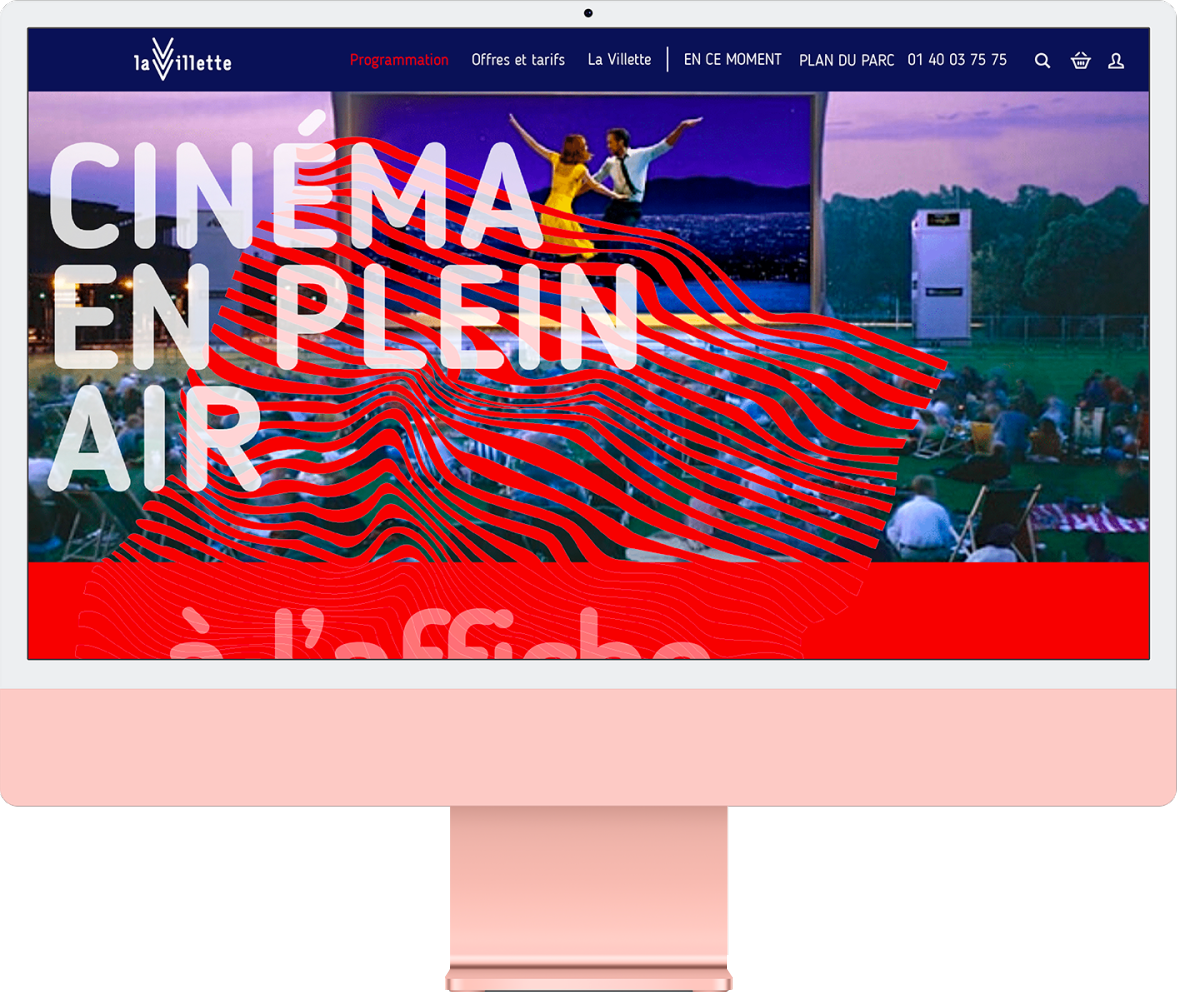 la Villette
Programmation Offres et tarifs La Villette EN CE MOMENT PLAN DU PARC 01 40 03 75 75
CINÉMA
EN PLEIN
AIR
à l’affiche